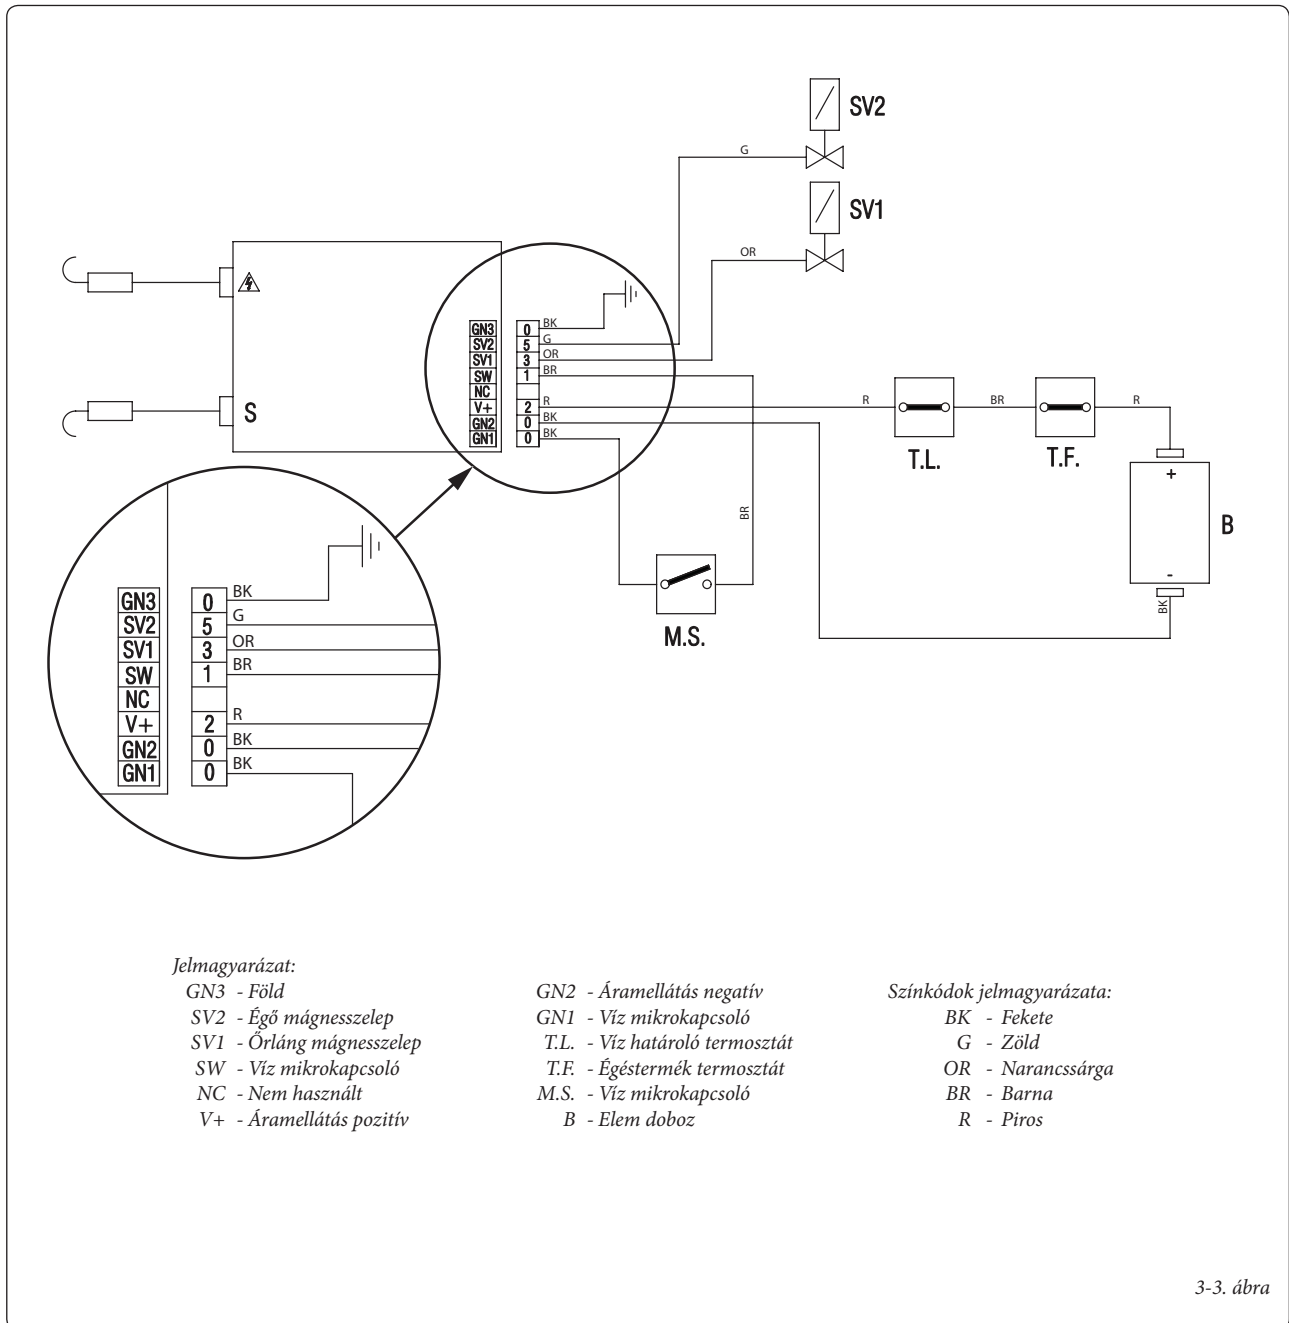 SV2
G
SV1
OR
GN3 0 BK
SV2 5 G
SV1 3 OR
SW 1 BR
NC
V+ 2 R
GN2 0 BK
GN1 0 BK
S
R
BR
R
T.L.
T.F.
+
B
-
BK
BR
M.S.
GN3 0 BK
SV2 5 G
SV1 3 OR
SW 1 BR
NC
V+ 2 R
GN2 0 BK
GN1 0 BK
Jelmagyarázat:
GN3 - Föld
SV2 - Égő mágnesszelep
SV1 - Őrláng mágnesszelep
SW - Víz mikrokapcsoló
NC - Nem használt
V+ - Áramellátás pozitív
GN2 - Áramellátás negatív
GN1 - Víz mikrokapcsoló
T.L. - Víz határoló termosztát
T.F. - Égéstermék termosztát
M.S. - Víz mikrokapcsoló
B - Elem doboz
Színkódok jelmagyarázata:
BK - Fekete
G - Zöld
OR - Narancssárga
BR - Barna
R - Piros
3-3. ábra